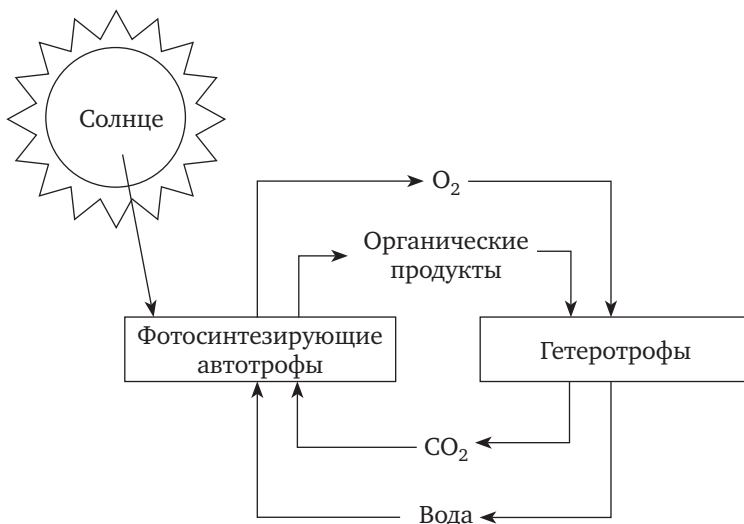 Солнце
O₂
Органические
продукты
Фотосинтезирующие
автотрофы
Гетеротрофы
CO₂
Вода